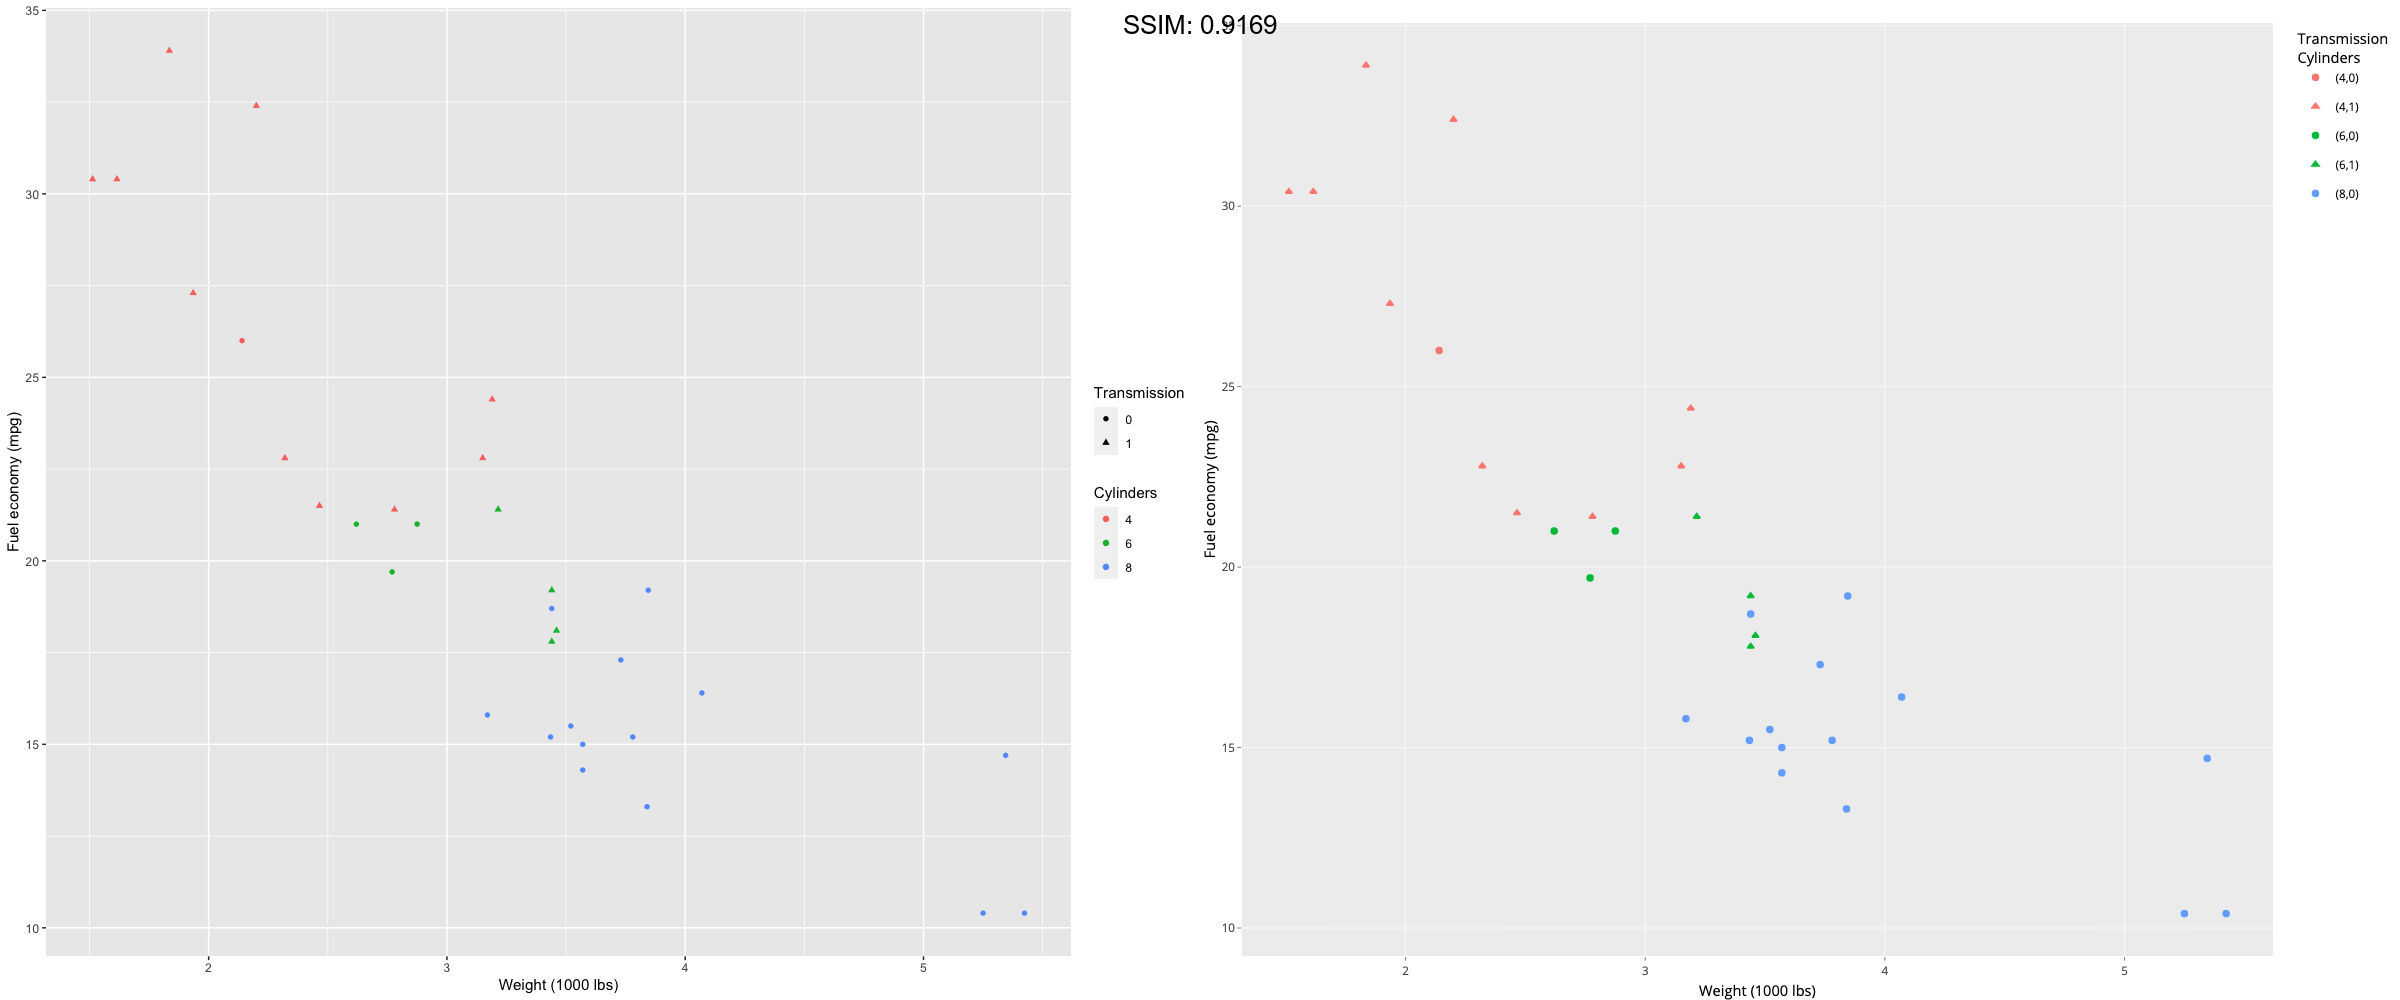 35
30
25
20
15
10
2 3 4 5
Weight (1000 lbs)
Fuel economy (mpg)
Transmission
0
1
Cylinders
4
6
8
SSIM: 0.9169
30
25
20
15
10
2 3 4 5
Weight (1000 lbs)
Fuel economy (mpg)
Transmission
Cylinders
(4,0)
(4,1)
(6,0)
(6,1)
(8,0)